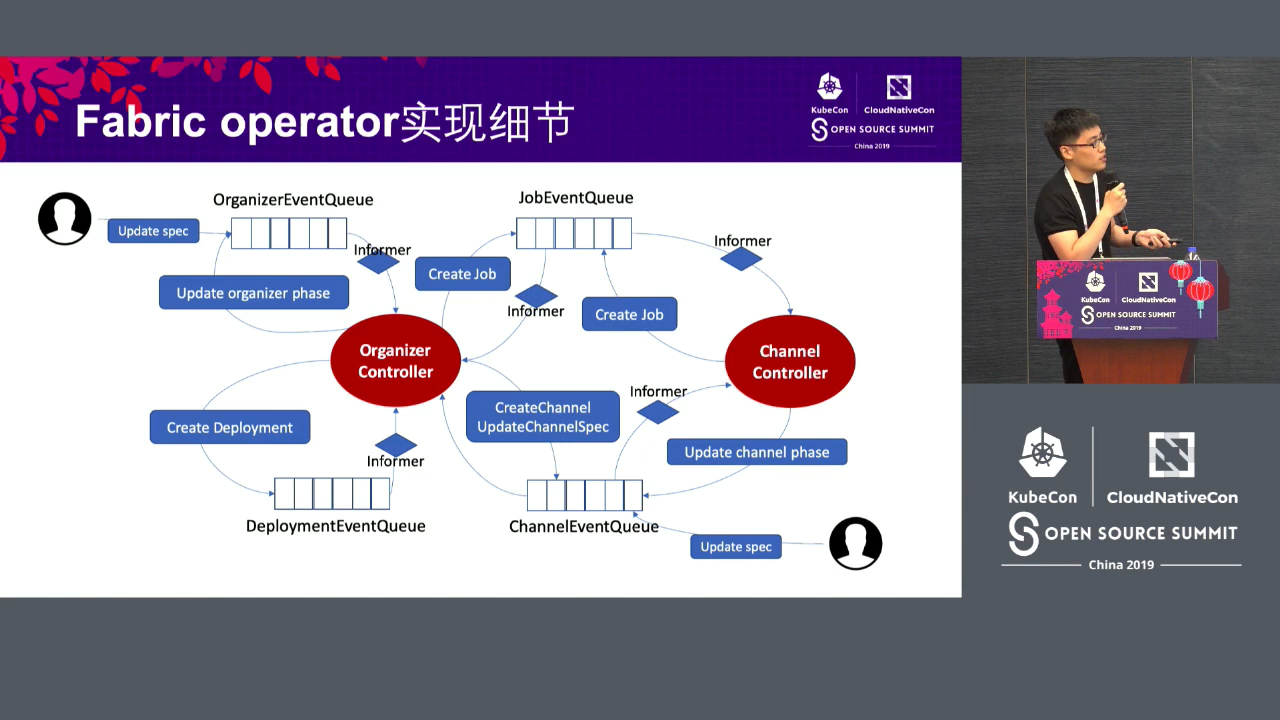 Fabric operator实现细节
KubeCon
CloudNativeCon
OPEN SOURCE SUMMIT
China 2019
OrganizerEventQueue
JobEventQueue
Update spec
Informer
Informer
Update organizer phase
Create Job
Informer
Create Job
Organizer
Controller
Channel
Controller
Informer
CreateChannel
UpdateChannelSpec
Create Deployment
Informer
Update channel phase
DeploymentEventQueue
ChannelEventQueue
Update spec
KubeCon
CloudNativeCon
OPEN SOURCE SUMMIT
China 2019
KubeCon
CloudNativeCon
OPEN SOURCE SUMMIT
China 2019